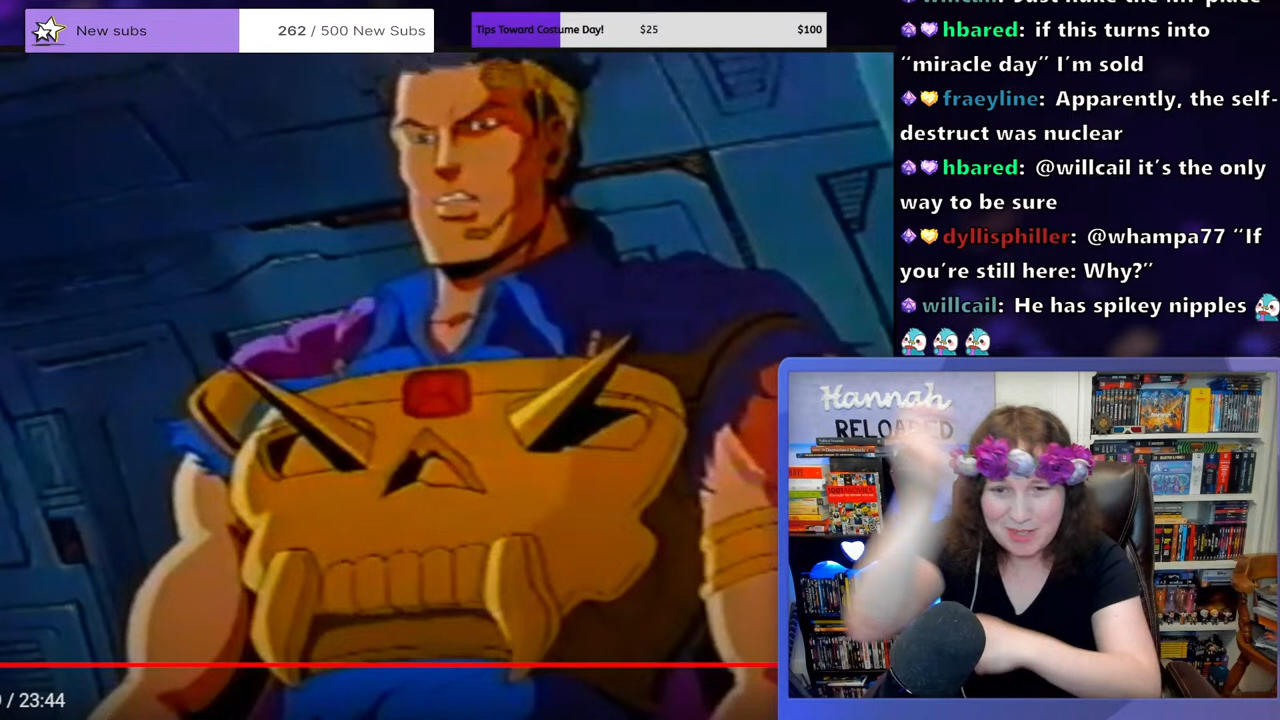 New subs
262 / 500 New Subs
Tips Toward Costume Day!
$25
$100
hbared: if this turns into
“miracle day” I’m sold
fraeyline: Apparently, the self-
destruct was nuclear
hbared: @willcail it’s the only
way to be sure
dyllisphiller: @whampa77 “If
you’re still here: Why?”
willcail: He has spikey nipples
Hannah
RELOADED
/ 23:44